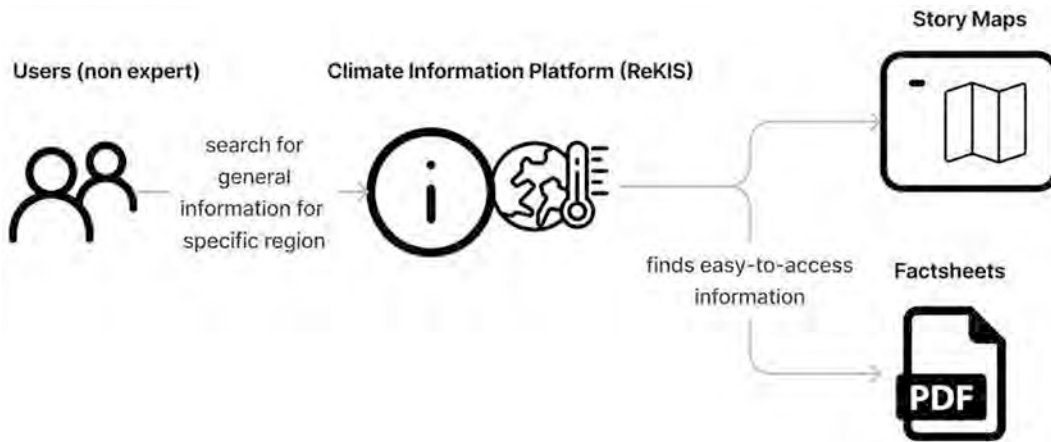 Story Maps
Users (non expert)
Climate Information Platform (ReKIS)
search for
general
information for
specific region
i
finds easy-to-access
information
Factsheets
PDF